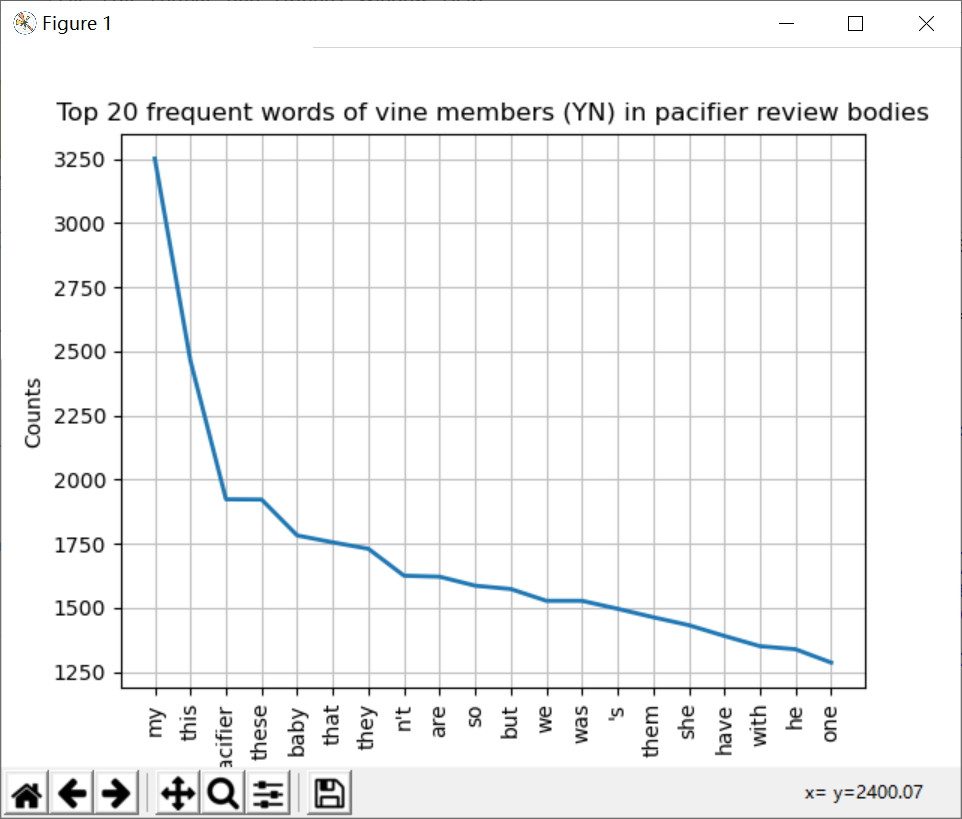 Figure 1
Top 20 frequent words of vine members (YN) in pacifier review bodies
3250
3000
2750
2500
2250
2000
1750
1500
1250
Counts
my
this
acifier
these
baby
that
they
n't
are
so
but
we
was
's
them
she
have
with
he
one
x= y=2400.07